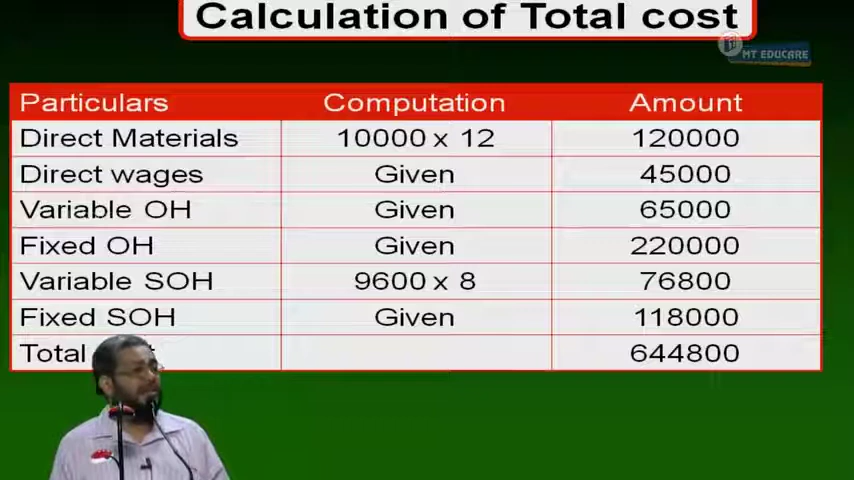 Calculation of Total cost
MT EDUCARE
Particulars Computation Amount
Direct Materials 10000 x 12 120000
Direct wages Given 45000
Variable OH Given 65000
Fixed OH Given 220000
Variable SOH 9600 x 8 76800
Fixed SOH Given 118000
Total 644800